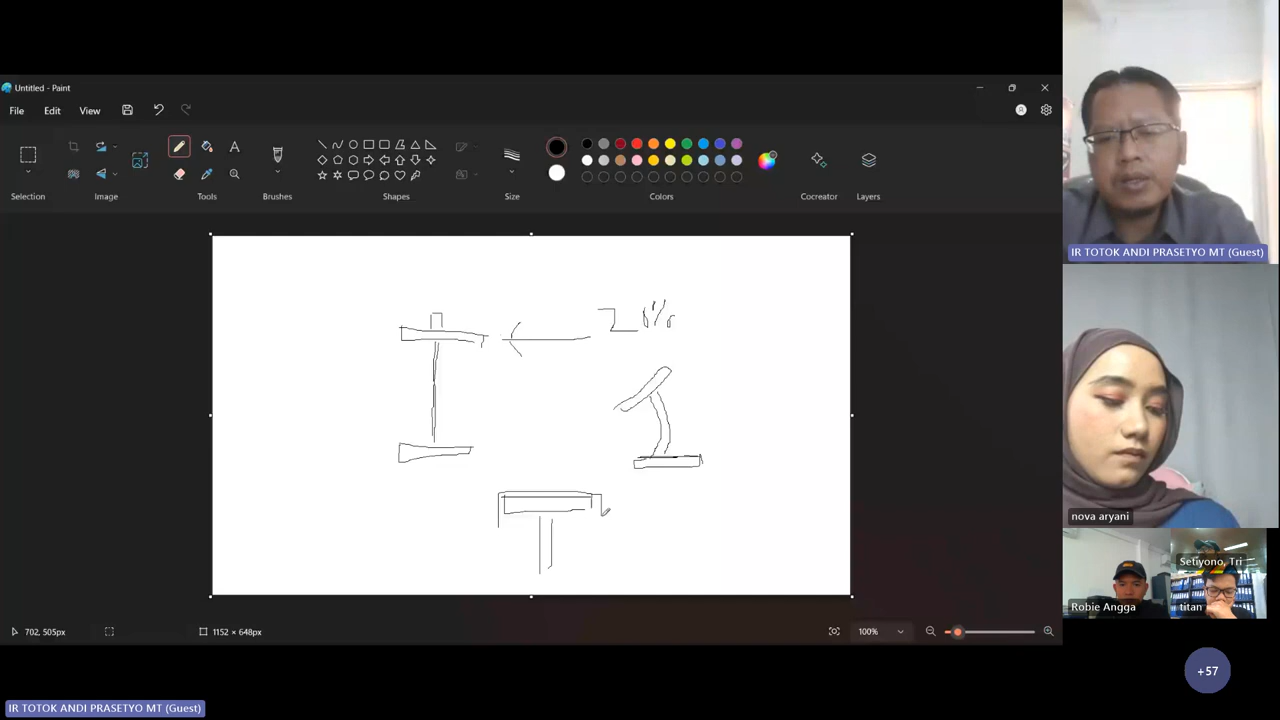 Untitled - Paint
File Edit View
Selection Image Tools Brushes Shapes Size Colors Cocreator Layers
A
IR TOTOK ANDI PRASETYO MT (Guest)
nova aryani
Setiyono, Tri
Robie Angga
titan
702, 505px
1152 × 648px
100%
+57
IR TOTOK ANDI PRASETYO MT (Guest)